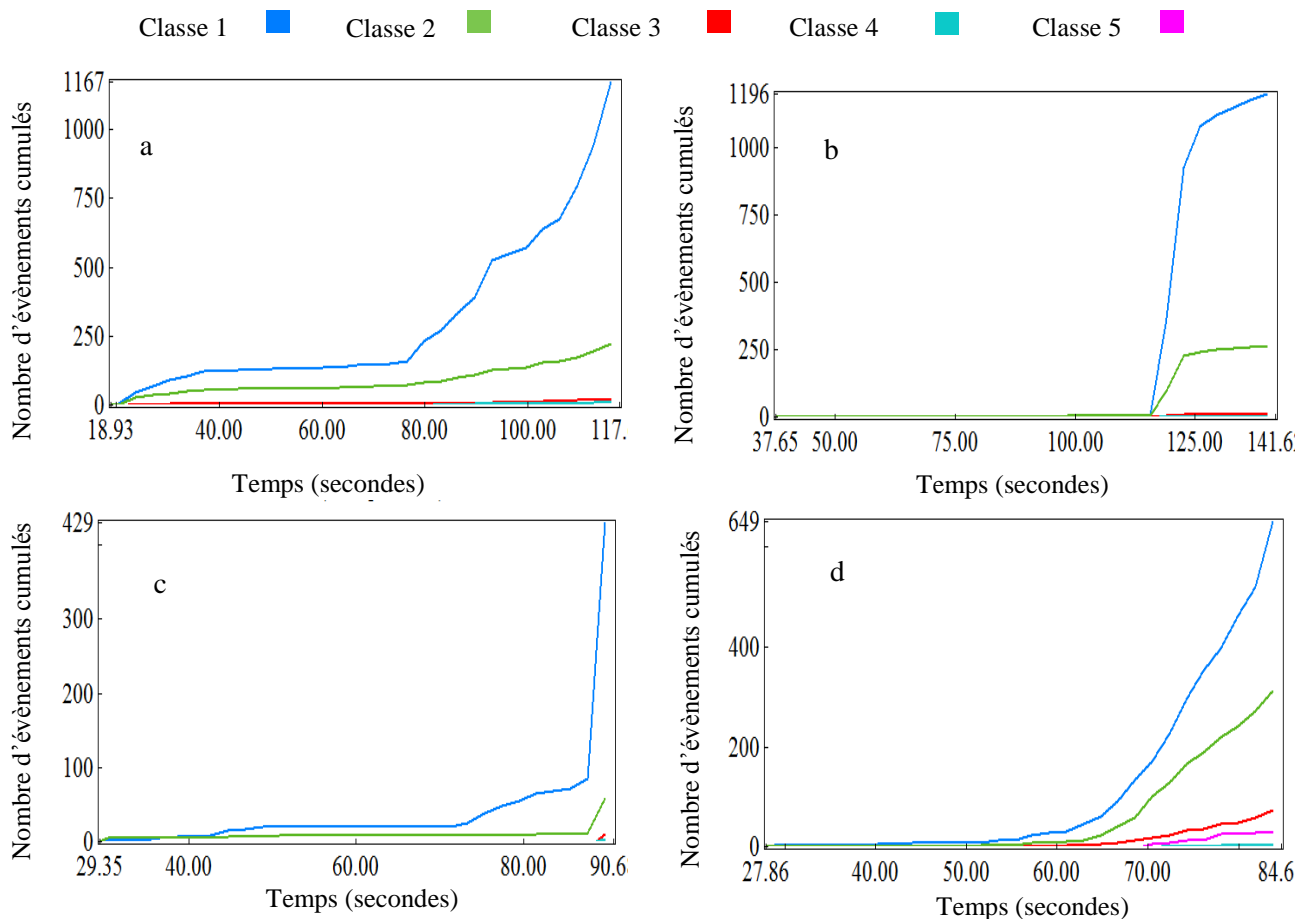 Classe 1 Classe 2 Classe 3 Classe 4 Classe 5
Nombre d'évènements cumulés
1167
1000
750
500
250
0
a
18.93 40.00 60.00 80.00 100.00 117.
Temps (secondes)
Nombre d'évènements cumulés
1196
1000
750
500
250
0
b
37.65 50.00 75.00 100.00 125.00 141.62
Temps (secondes)
Nombre d'évènements cumulés
429
300
200
100
0
c
29.35 40.00 60.00 80.00
Temps (secondes)
Nombre d'évènements cumulés
649
400
200
0
d
27.86 40.00 50.00 60.00 70.00 84.6
Temps (secondes)